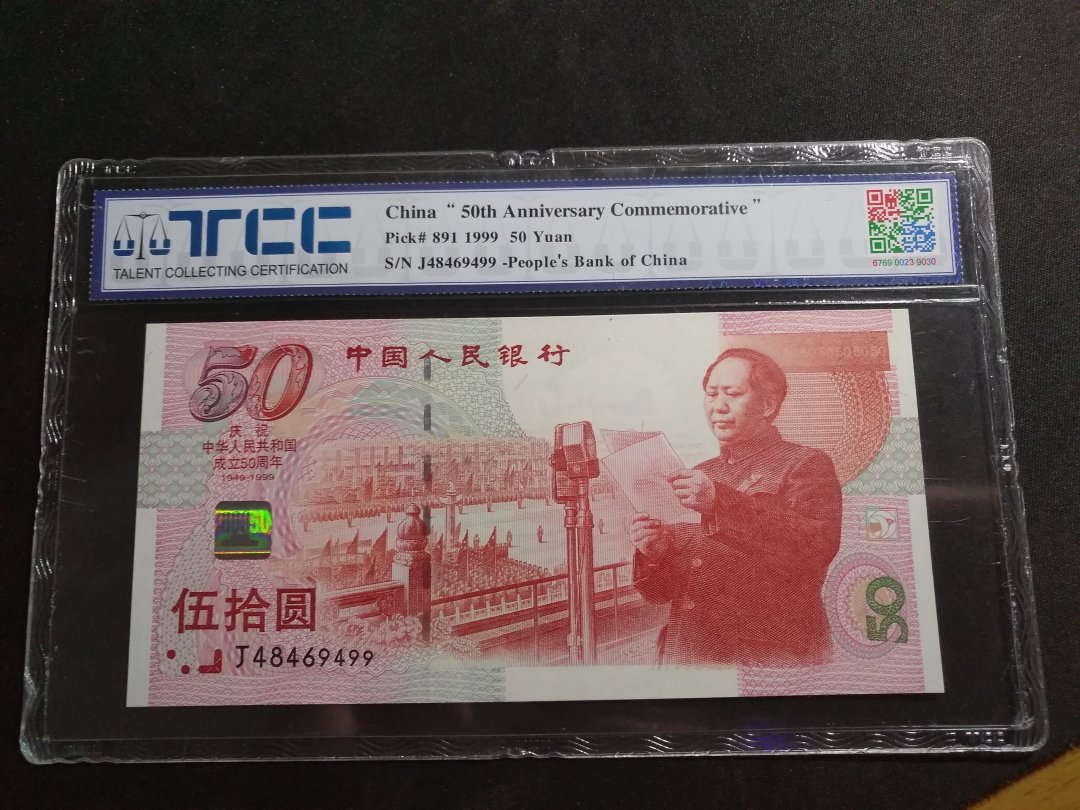 TCC
TALENT COLLECTING CERTIFICATION
China “ 50th Anniversary Commemorative ”
Pick# 891 1999 50 Yuan
S/N J48469499 -People's Bank of China
6769 0023 9030
50
中国人民银行
庆祝
中华人民共和国
成立50周年
1949-1999
50
伍拾圆
J48469499
50
TCC